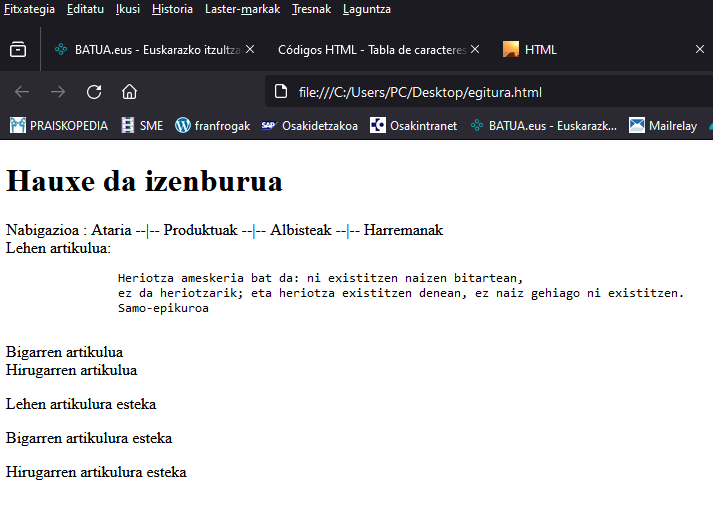 Fitxategia Editatu Ikusi Historia Laster-markak Tresnak Laguntza
BATUA.eus - Euskarazko itzultza
Códigos HTML - Tabla de caracteres
HTML
file:///C:/Users/PC/Desktop/egitura.html
PRAISKOPEDIA SME franfrogak Osakidetzakoa Osakintranet BATUA.eus - Euskarazk... Mailrelay
Hauxe da izenburua
Nabigazioa : Ataria --|-- Produktuak --|-- Albisteak --|-- Harremanak
Lehen artikulua:
Heriotza ameskeria bat da: ni existitzen naizen bitartean,
ez da heriotzarik; eta heriotza existitzen denean, ez naiz gehiago ni existitzen.
Samo-epikuroa
Bigarren artikulua
Hirugarren artikulua
Lehen artikulura esteka
Bigarren artikulura esteka
Hirugarren artikulura esteka